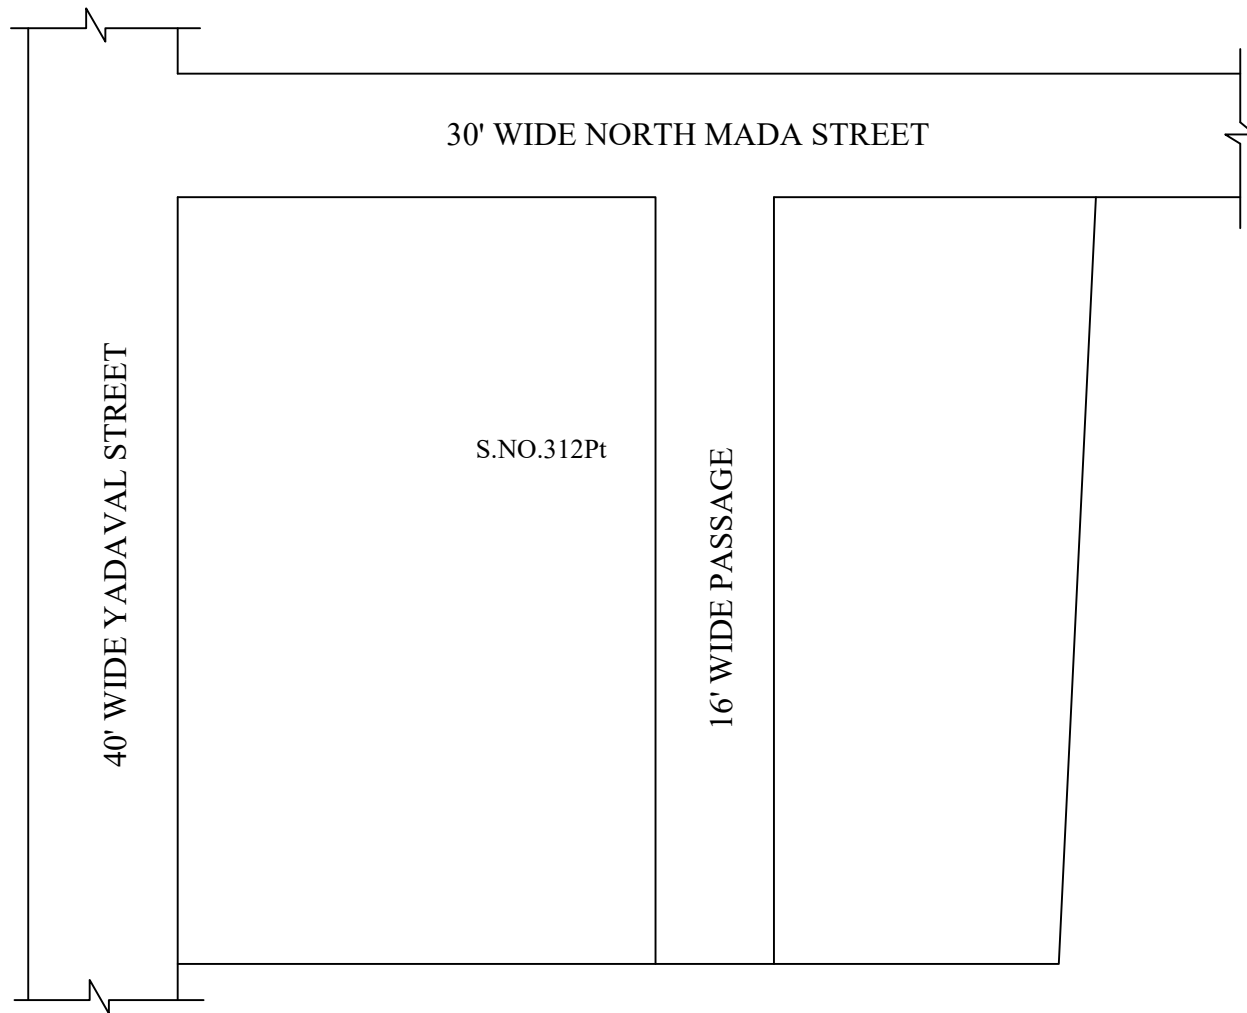 30' WIDE NORTH MADA STREET
40' WIDE YADAVAL STREET
S.NO.312Pt
16' WIDE PASSAGE